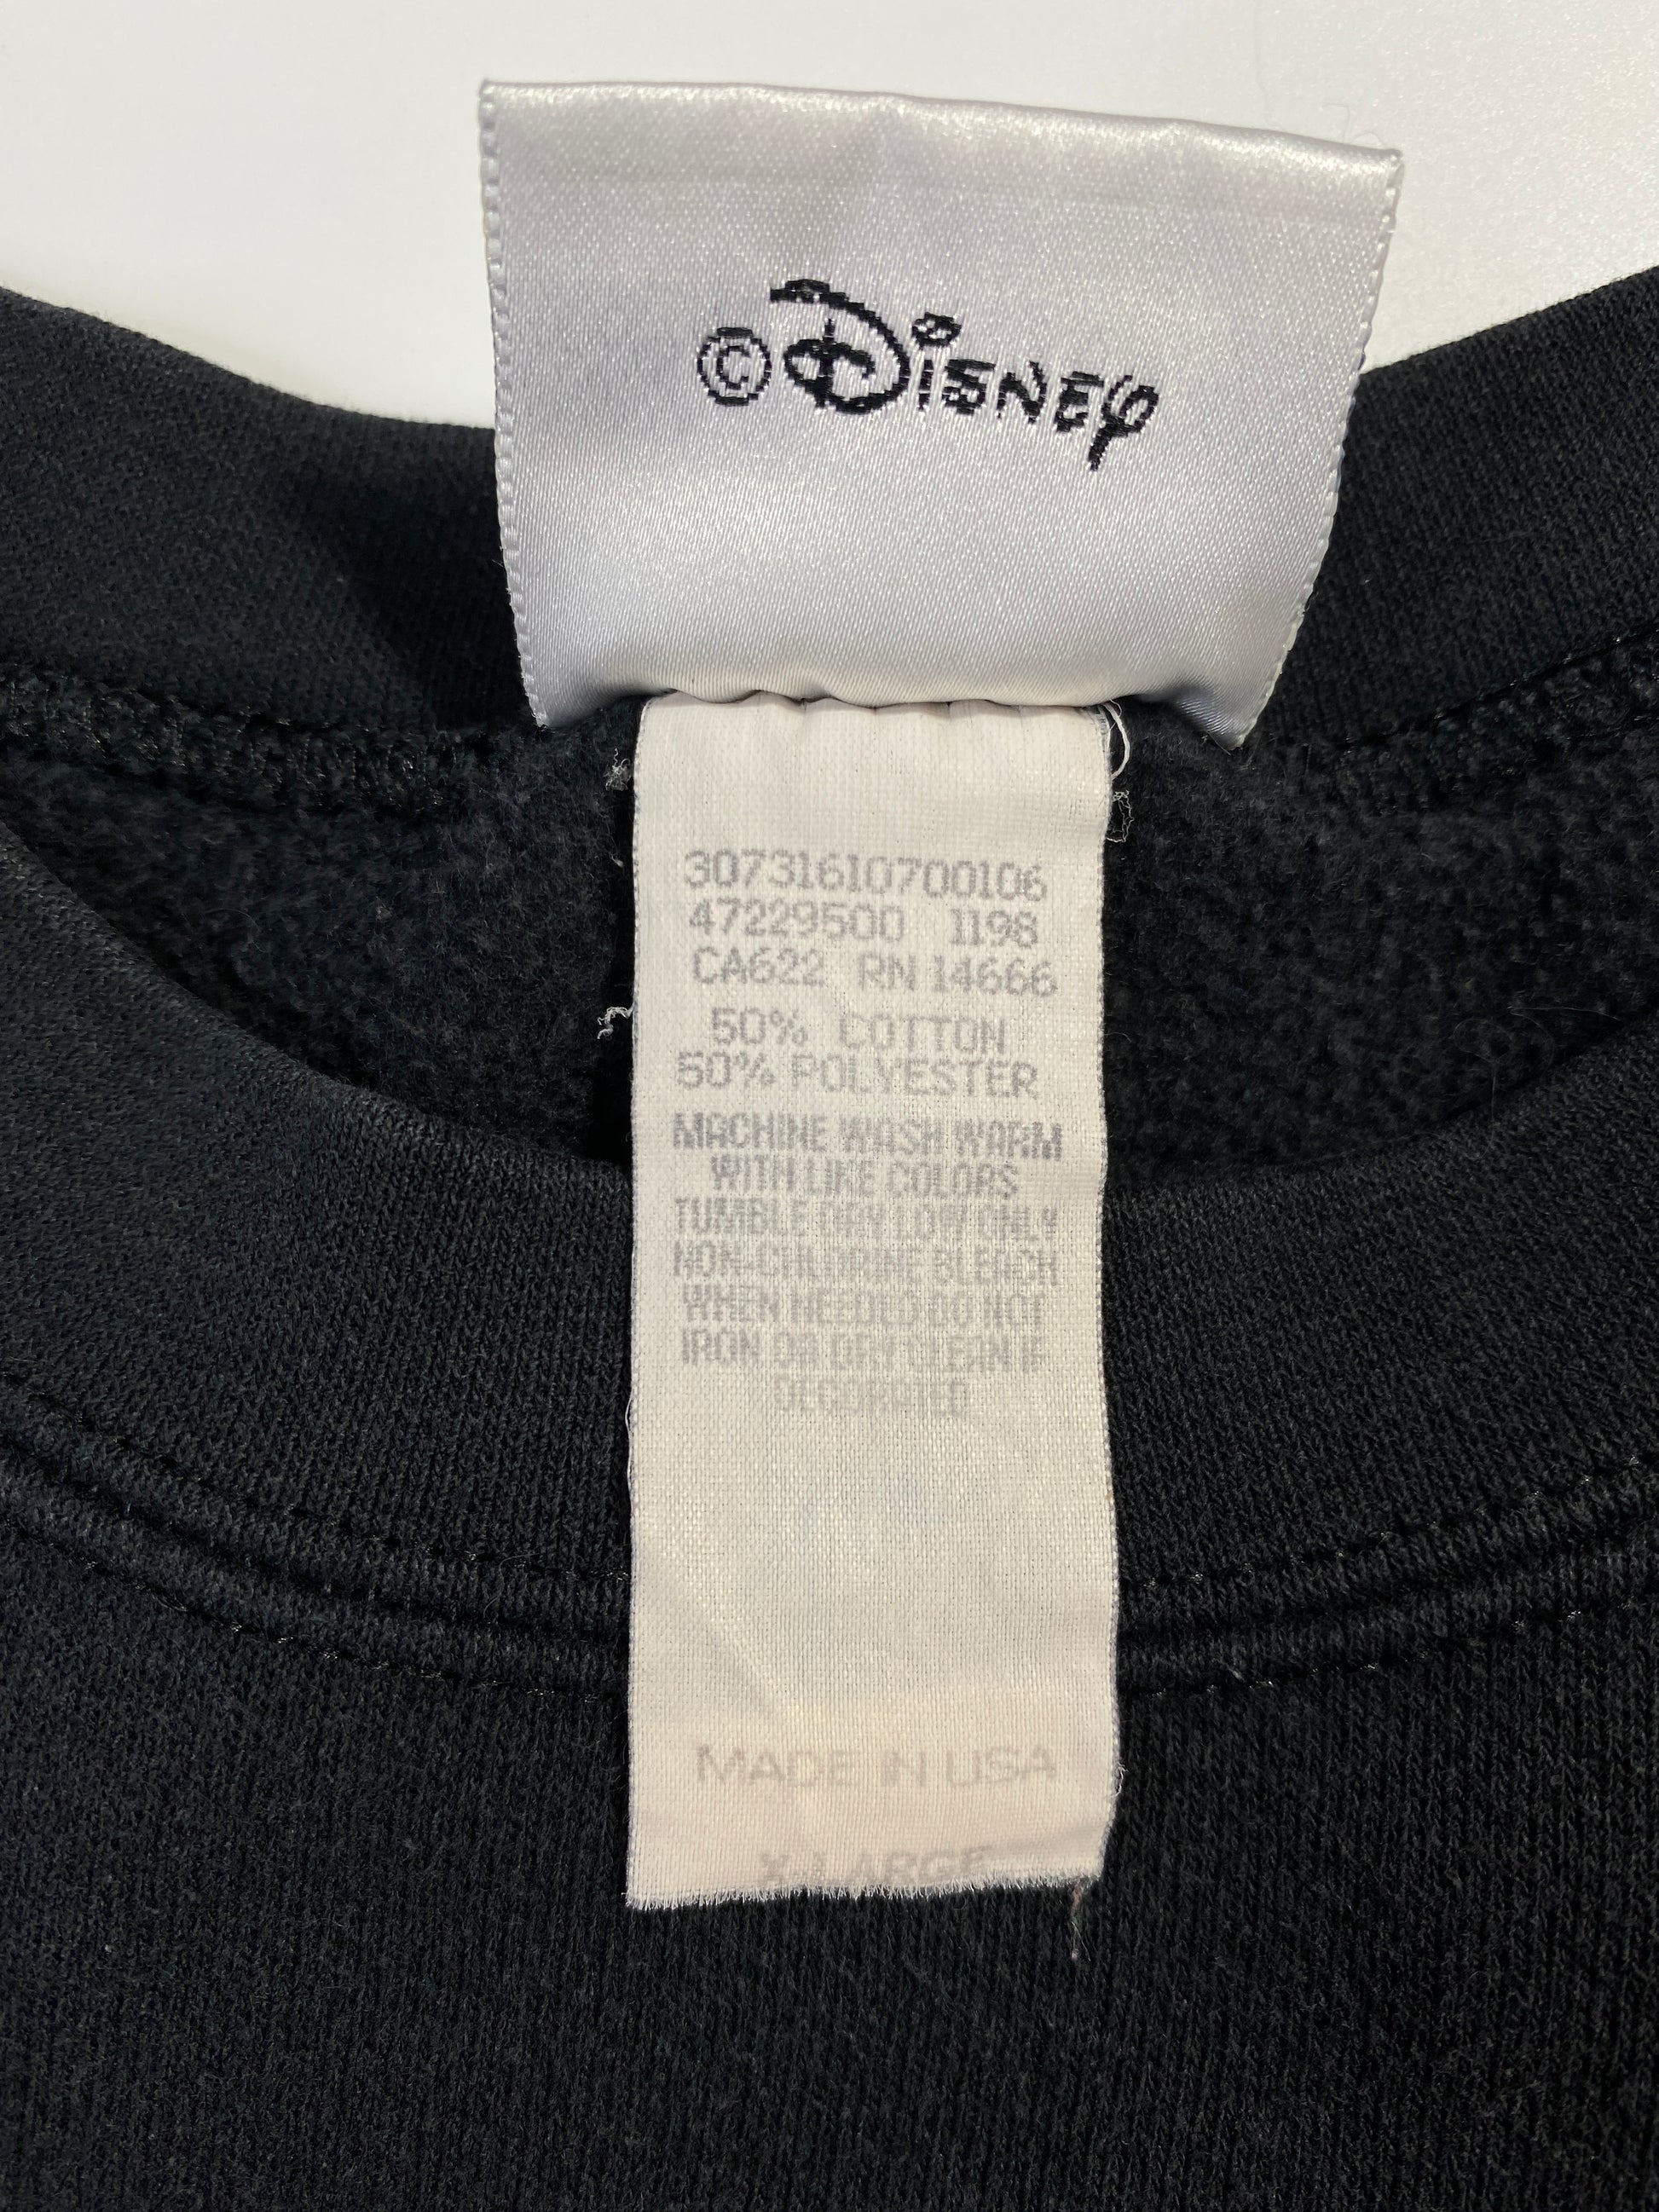 ©Disney
30731610700106
47229500 1198
CA622 RN 14666
50% COTTON
50% POLYESTER
MACHINE WASH WARM
WITH LIKE COLORS
TUMBLE DRY LOW ONLY
NON-CHLORINE BLEACH
WHEN NEEDED DO NOT
IRON OR DRY CLEAN IF
DECORATED
MADE IN USA
X-LARGE